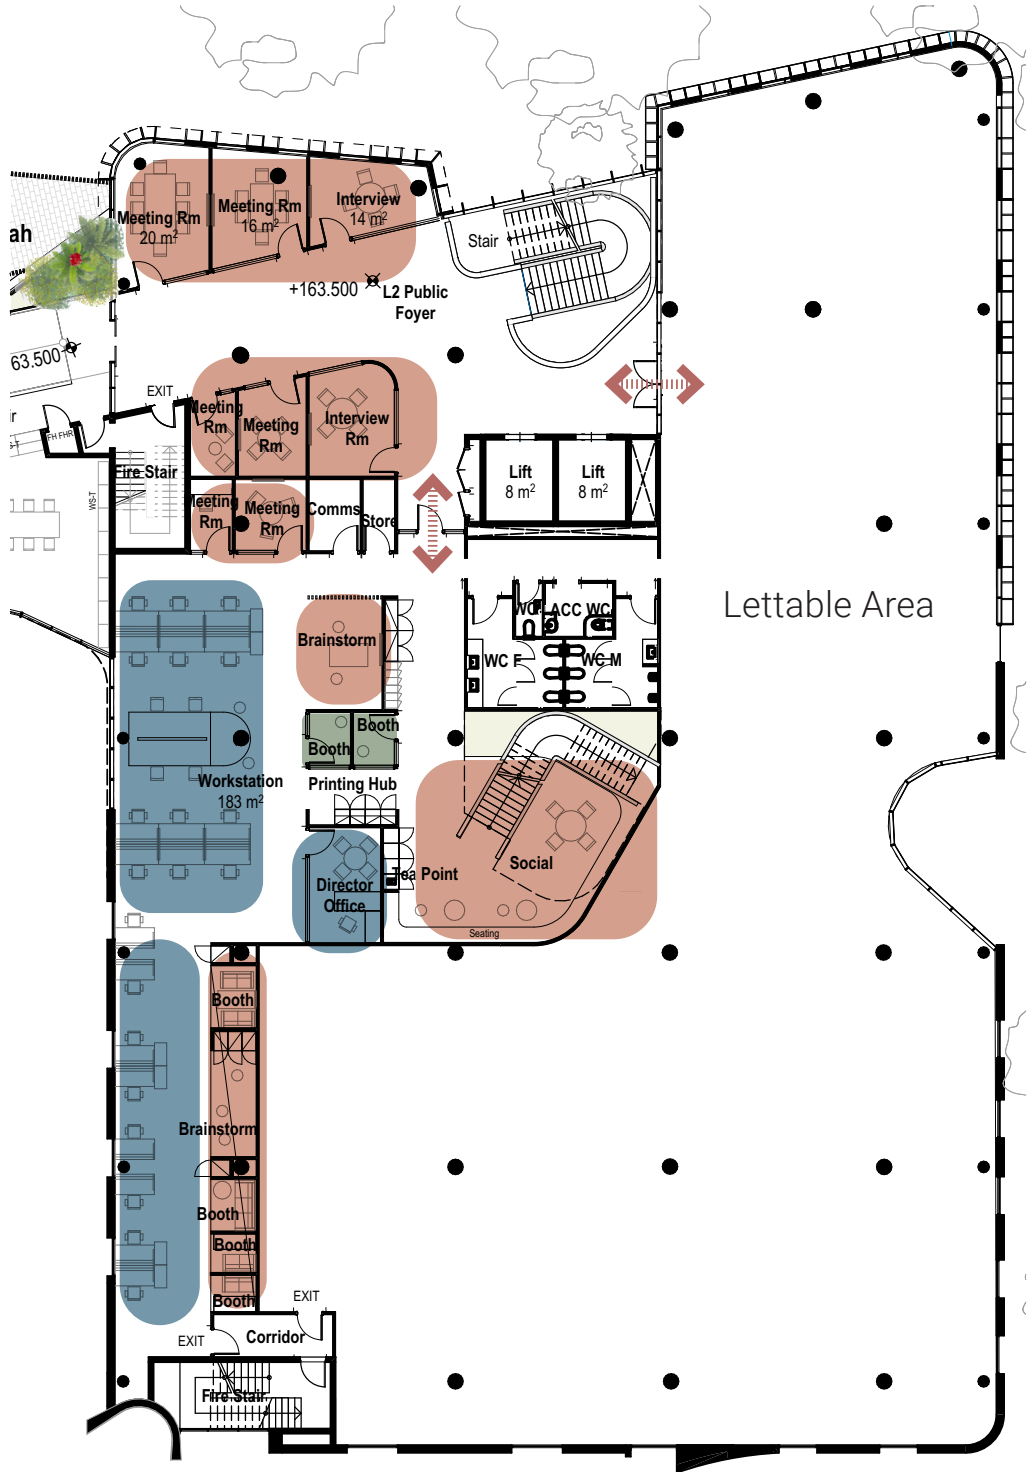 Meeting Rm
20 m²
Meeting Rm
16 m²
Interview
14 m²
ah
Stair
+163.500
L2 Public
Foyer
63.500
EXIT
Meeting
Rm
Meeting
Rm
Interview
Rm
FH FHR
Fire Stair
Lift
8 m²
Lift
8 m²
WS-T
Meeting
Rm
Meeting
Rm
Comms
Store
Lettable Area
WC
ACC WC
Brainstorm
WC F
WC M
Booth
Booth
Workstation
183 m²
Printing Hub
Social
Tea Point
Director
Office
Seating
Booth
Brainstorm
Booth
Booth
Booth
EXIT
EXIT
Corridor
Fire Stair